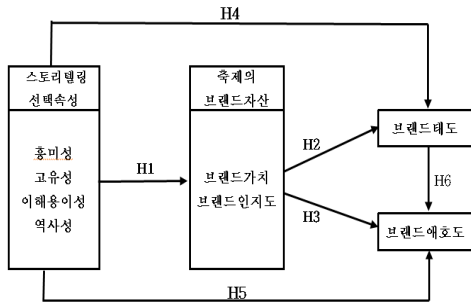 H4
스토리텔링
선택속성
흥미성
고유성
이해용이성
역사성
H1
축제의
브랜드자산
브랜드가치
브랜드인지도
H2
H3
브랜드태도
H6
브랜드애호도
H5